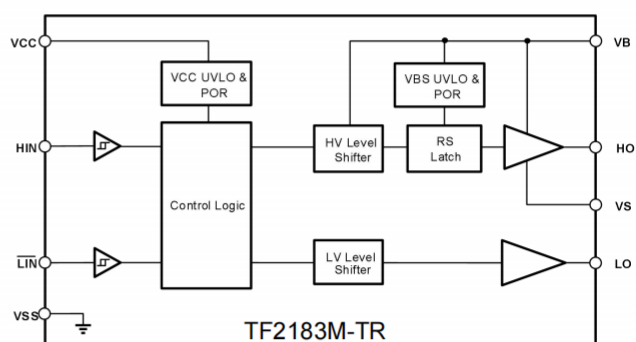 VCC
VB
VCC UVLO &
POR
VBS UVLO &
POR
HIN
HV Level
Shifter
RS
Latch
HO
Control Logic
VS
LIN
LV Level
Shifter
LO
VSS
TF2183M-TR